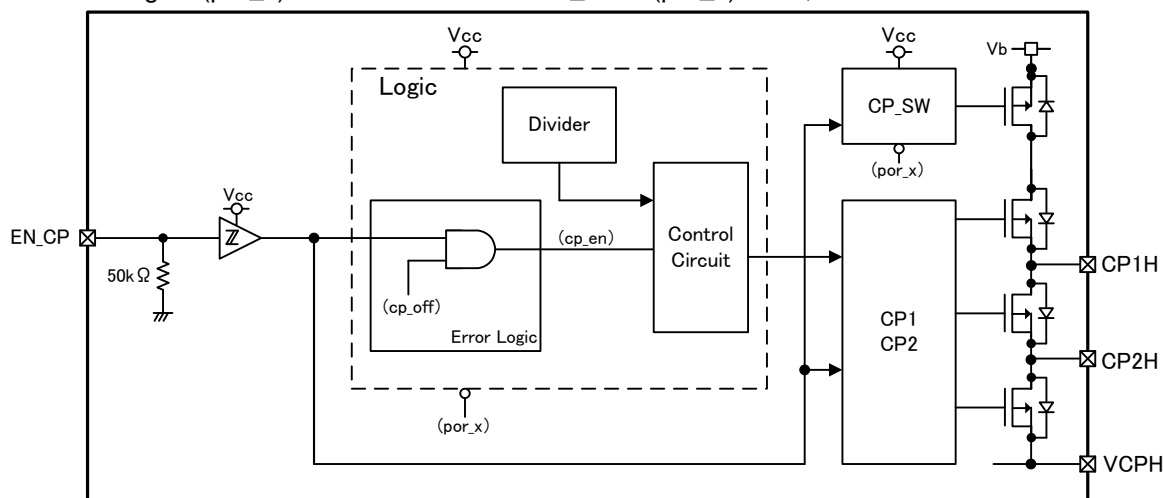 Vcc
Logic
Divider
Vcc
CP_SW
(por_x)
Vb
Vcc
EN_CP
50kΩ
(cp_off)
Error Logic
(cp_en)
Control
Circuit
(por_x)
CP1
CP2
CP1H
CP2H
VCPH